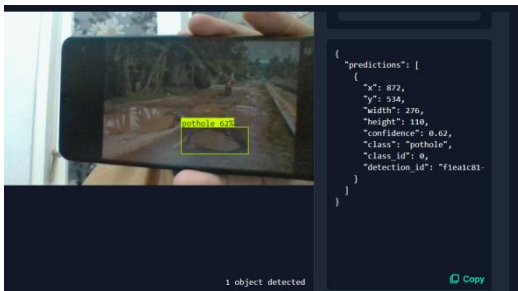 pothole 62%
1 object detected
{
"predictions": [
{
"x": 872,
"y": 534,
"width": 276,
"height": 110,
"confidence": 0.62,
"class": "pothole",
"class_id": 0,
"detection_id": "f1ea1c81-
}
]
}
Copy